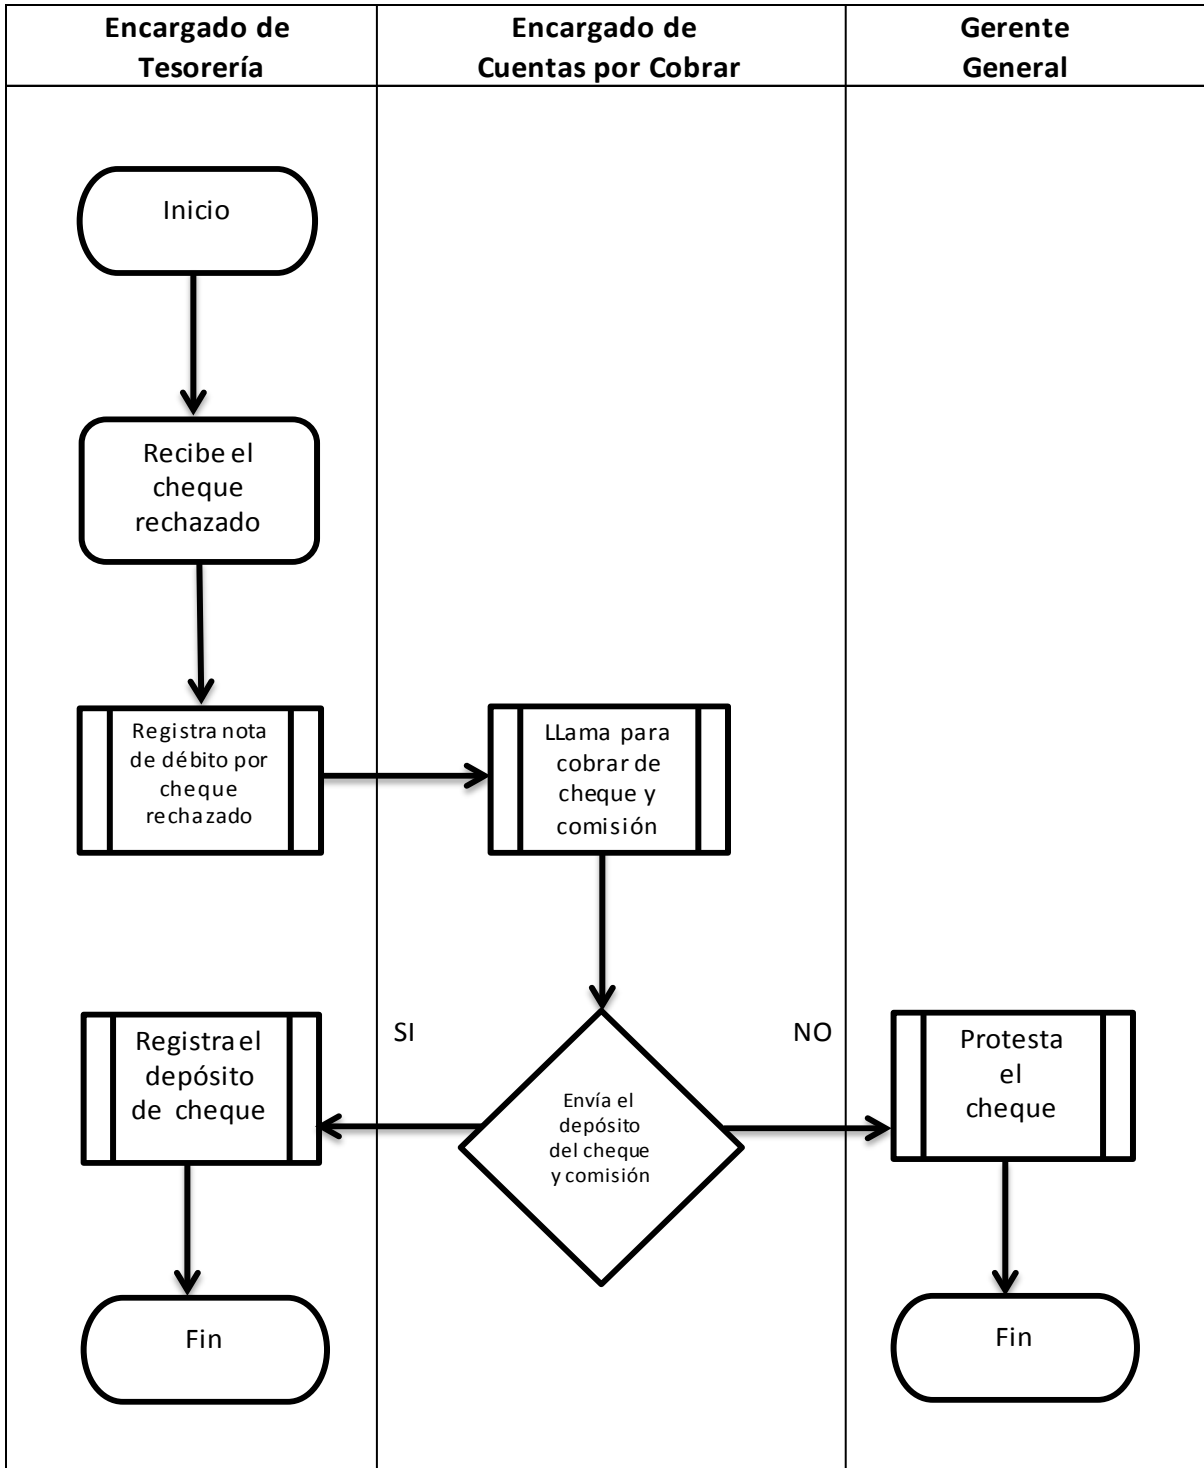 Encargado de
Tesorería
Encargado de
Cuentas por Cobrar
Gerente
General
Inicio
Recibe el
cheque
rechazado
Registra nota
de débito por
cheque
rechazado
LLama para
cobrar de
cheque y
comisión
Registra el
depósito
de cheque
SI
Envía el
depósito
del cheque
y comisión
NO
Protesta
el
cheque
Fin
Fin